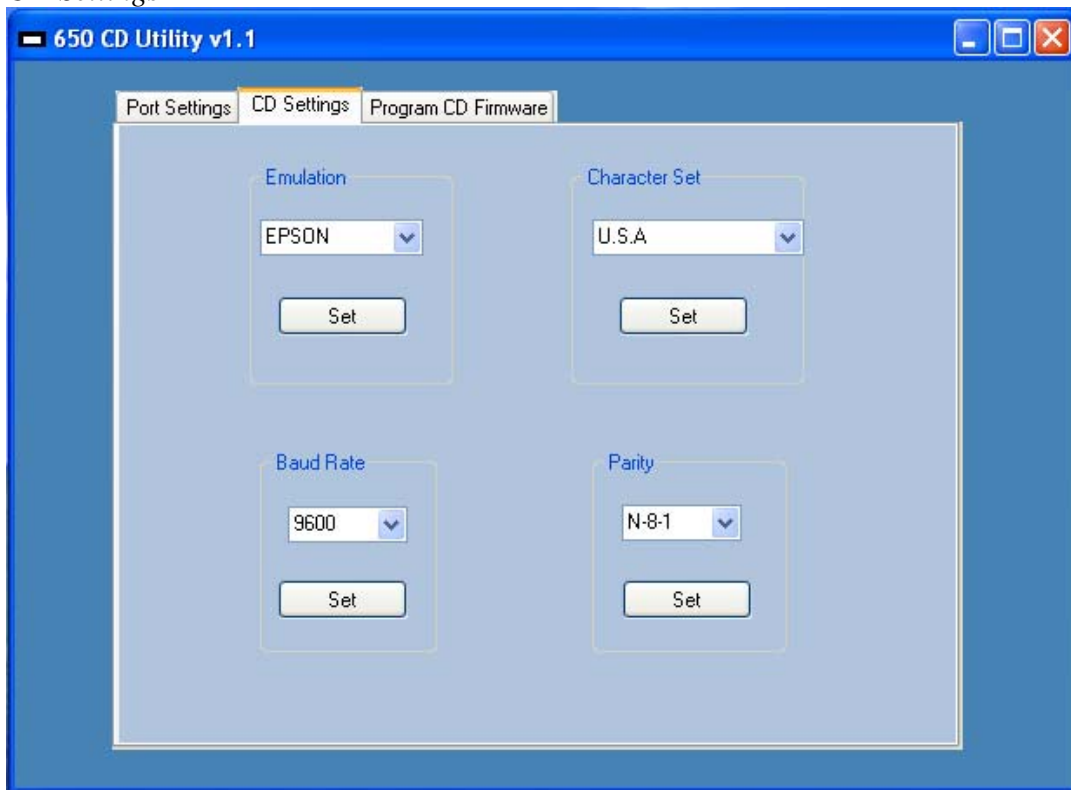 650 CD Utility v1.1
Port Settings CD Settings Program CD Firmware
Emulation Character Set
EPSON U.S.A
Set Set
Baud Rate Parity
9600 N-8-1
Set Set